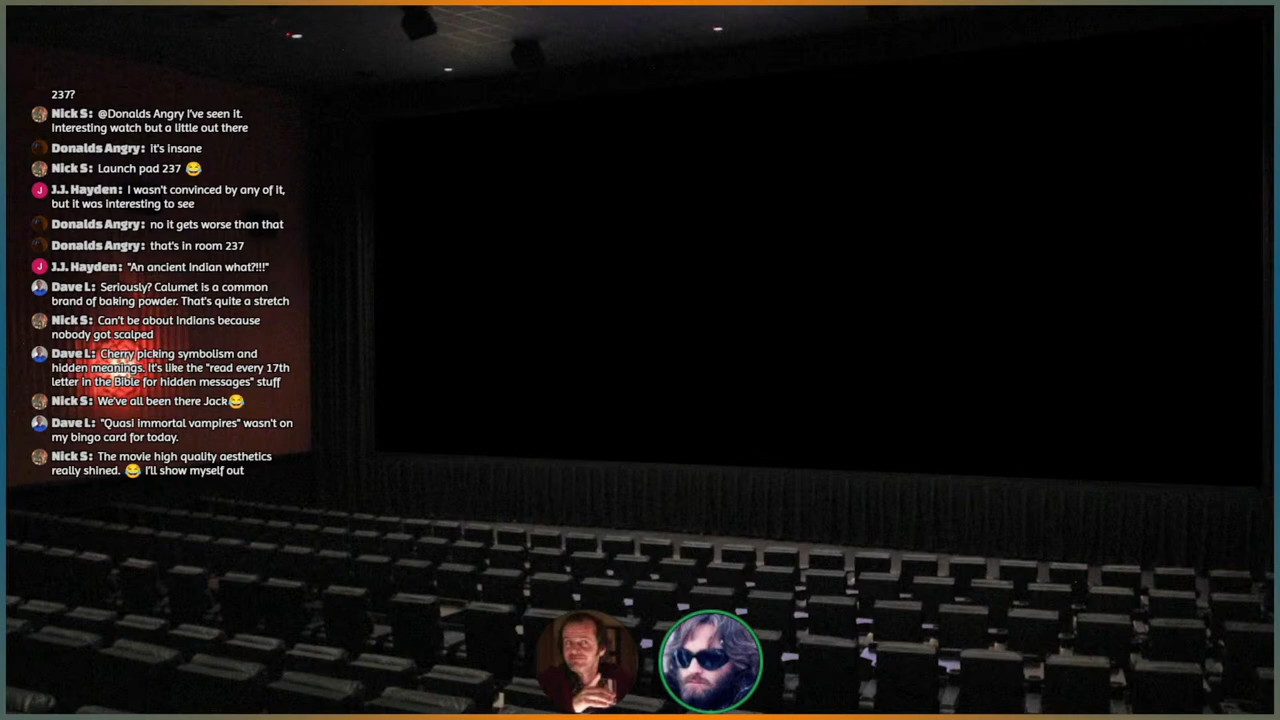 237?
Nick S: @Donalds Angry I've seen it.
Interesting watch but a little out there
Donalds Angry: it's insane
Nick S: Launch pad 237 😂
J
J.J. Hayden: I wasn't convinced by any of it,
but it was interesting to see
Donalds Angry: no it gets worse than that
Donalds Angry: that's in room 237
J
J.J. Hayden: "An ancient Indian what?!!!"
Dave L: Seriously? Calumet is a common
brand of baking powder. That's quite a stretch
Nick S: Can't be about Indians because
nobody got scalped
Dave L: Cherry picking symbolism and
hidden meanings. It's like the "read every 17th
letter in the Bible for hidden messages" stuff
Nick S: We've all been there Jack😂
Dave L: "Quasi immortal vampires" wasn't on
my bingo card for today.
Nick S: The movie high quality aesthetics
really shined. 😂 I'll show myself out